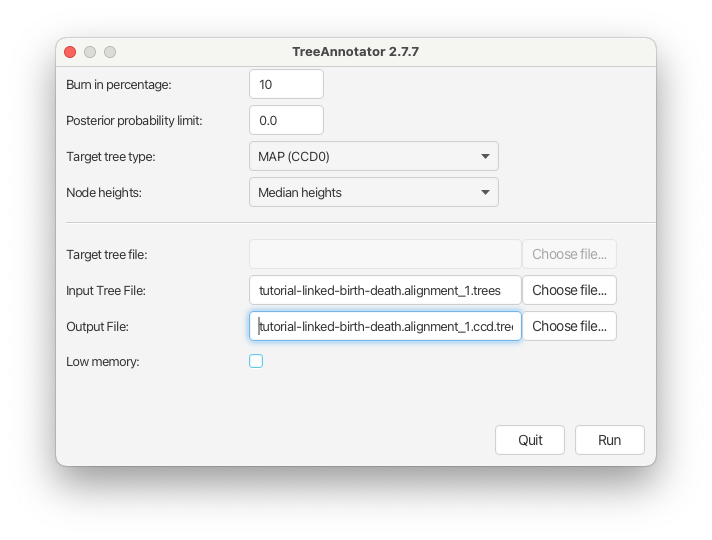 TreeAnnotator 2.7.7
Burn in percentage: 10
Posterior probability limit: 0.0
Target tree type: MAP (CCD0)
Node heights: Median heights
Target tree file: Choose file...
Input Tree File: tutorial-linked-birth-death.alignment_1.trees Choose file...
Output File: tutorial-linked-birth-death.alignment_1.ccd.tree Choose file...
Low memory:
Quit Run